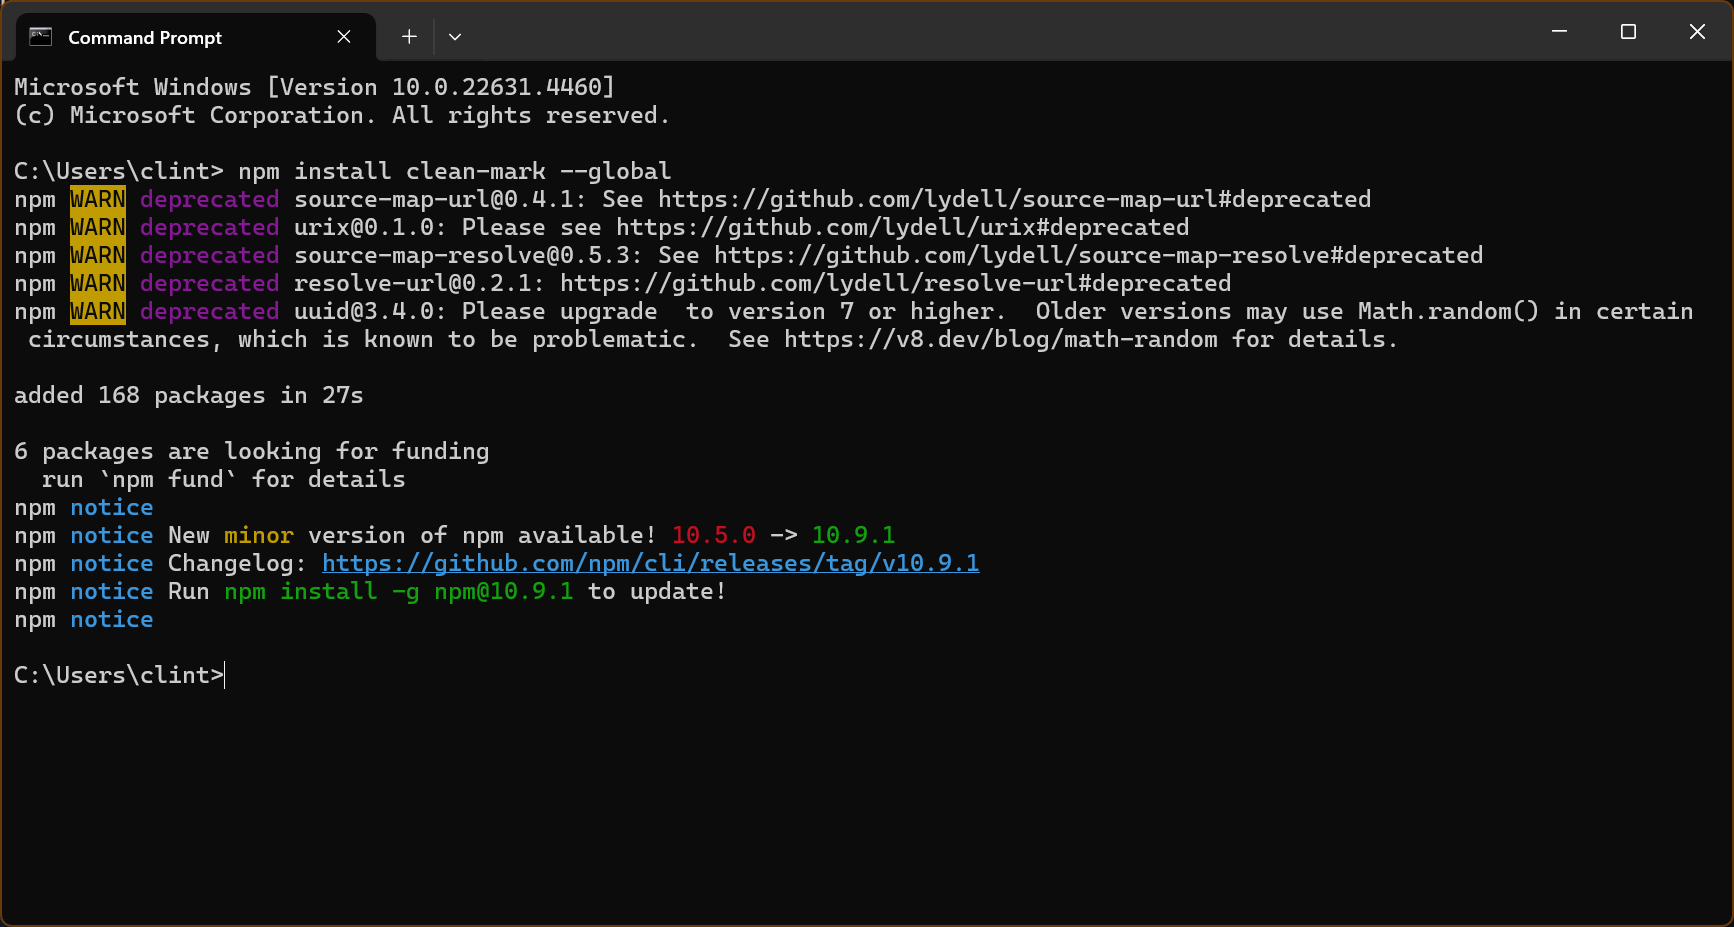 Command Prompt
Microsoft Windows [Version 10.0.22631.4460]
(c) Microsoft Corporation. All rights reserved.
C:\Users\clint> npm install clean-mark --global
npm WARN deprecated source-map-url@0.4.1: See https://github.com/lydell/source-map-url#deprecated
npm WARN deprecated urix@0.1.0: Please see https://github.com/lydell/urix#deprecated
npm WARN deprecated source-map-resolve@0.5.3: See https://github.com/lydell/source-map-resolve#deprecated
npm WARN deprecated resolve-url@0.2.1: https://github.com/lydell/resolve-url#deprecated
npm WARN deprecated uuid@3.4.0: Please upgrade  to version 7 or higher.  Older versions may use Math.random() in certain
 circumstances, which is known to be problematic.  See https://v8.dev/blog/math-random for details.
added 168 packages in 27s
6 packages are looking for funding
  run `npm fund` for details
npm notice
npm notice New minor version of npm available! 10.5.0 -> 10.9.1
npm notice Changelog: https://github.com/npm/cli/releases/tag/v10.9.1
npm notice Run npm install -g npm@10.9.1 to update!
npm notice
C:\Users\clint>